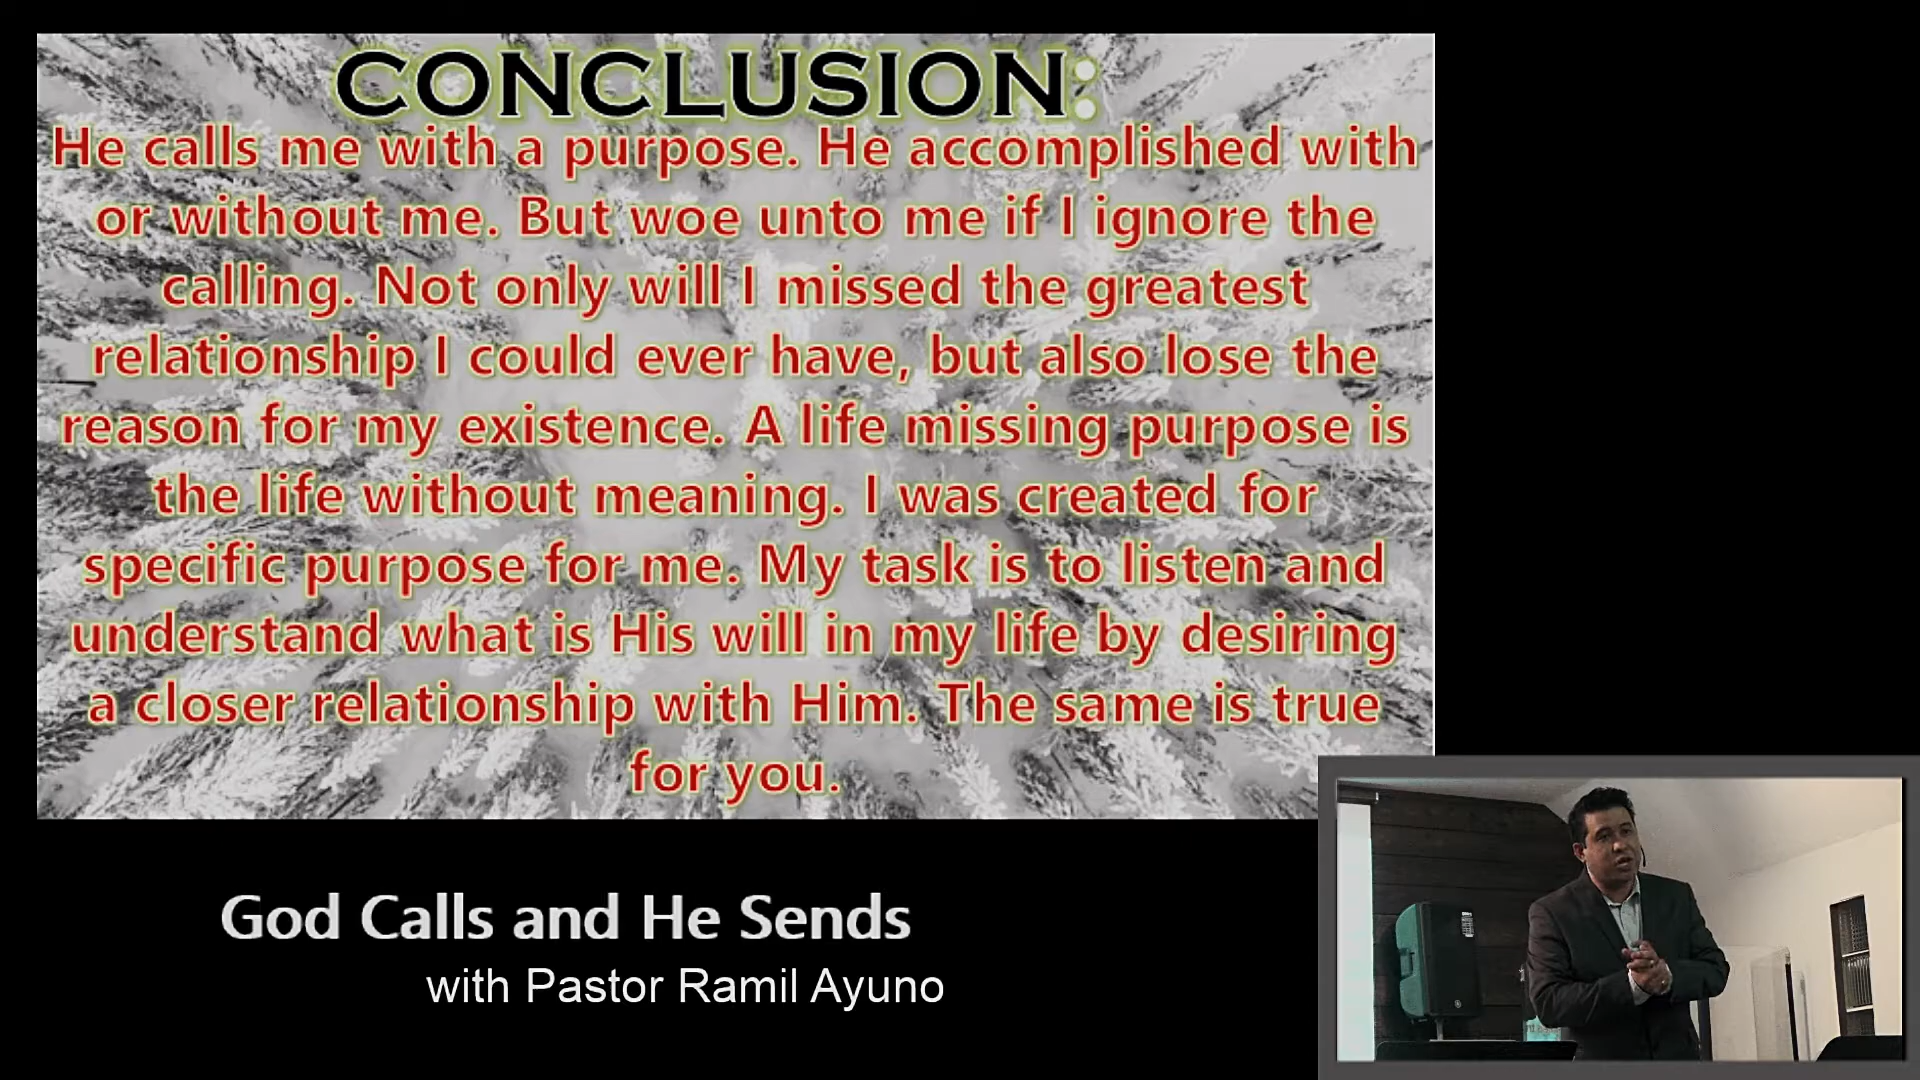 CONCLUSION:
He calls me with a purpose. He accomplished with
or without me. But woe unto me if I ignore the
calling. Not only will I missed the greatest
relationship I could ever have, but also lose the
reason for my existence. A life missing purpose is
the life without meaning. I was created for
specific purpose for me. My task is to listen and
understand what is His will in my life by desiring
a closer relationship with Him. The same is true
for you.
God Calls and He Sends
with Pastor Ramil Ayuno